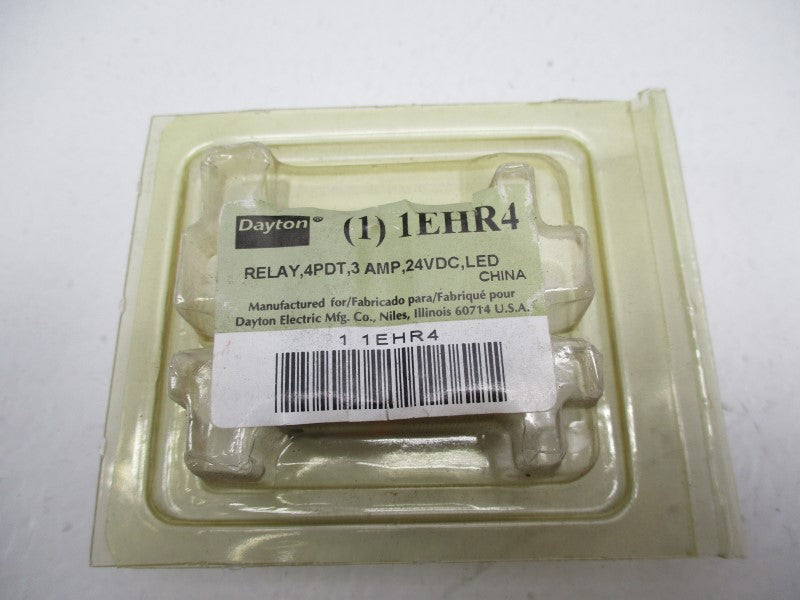 Dayton®
(1) 1EHR4
RELAY,4PDT,3 AMP,24VDC,LED
CHINA
Manufactured for/Fabricado para/Fabriqué pour
Dayton Electric Mfg. Co., Niles, Illinois 60714 U.S.A.
1 1EHR4